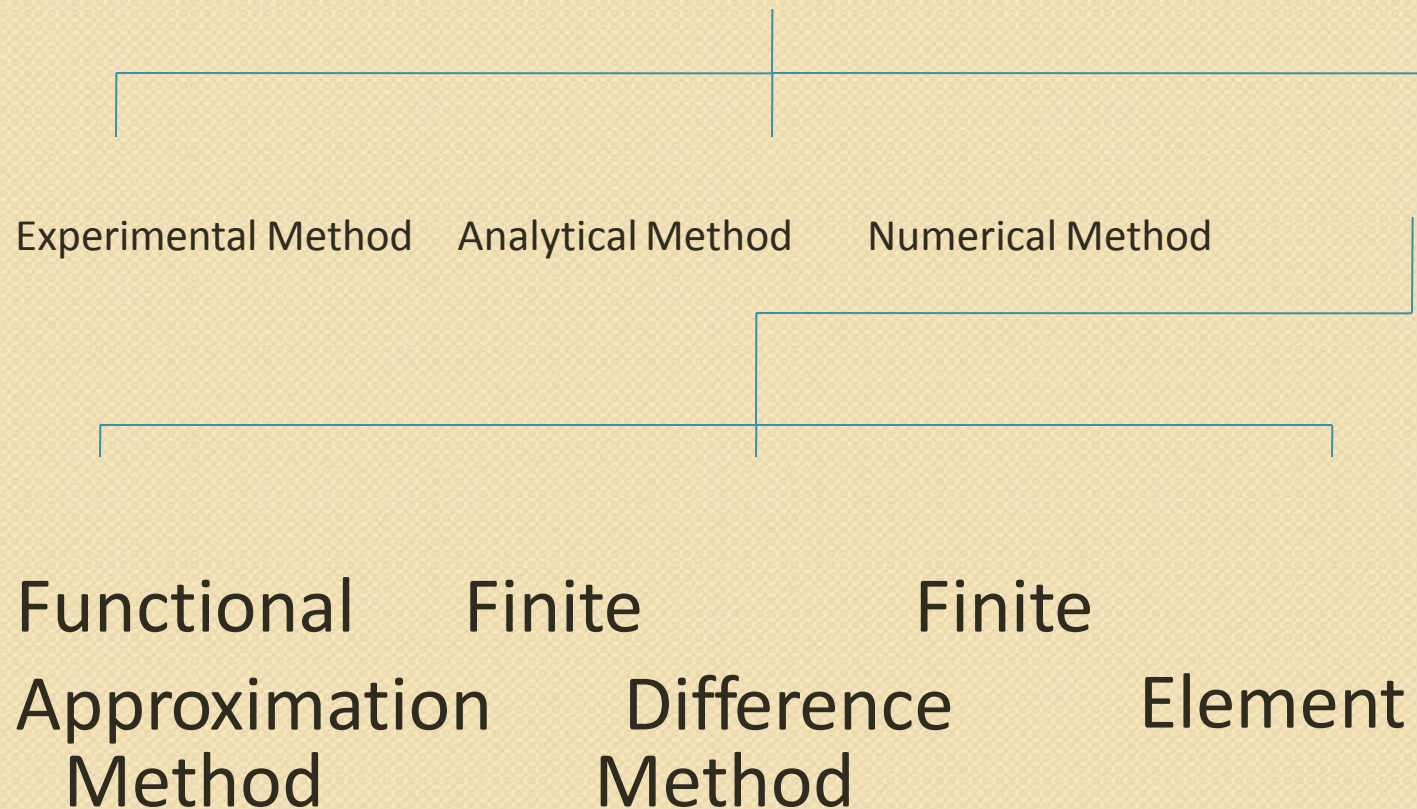 Experimental Method Analytical Method Numerical Method
Functional Finite Finite
Approximation Difference Element
Method Method